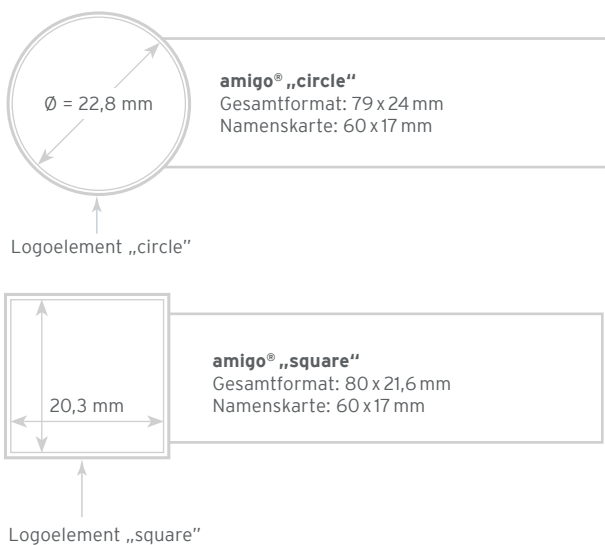 Ø = 22,8 mm
amigo® „circle“
Gesamtformat: 79 x 24 mm
Namenskarte: 60 x 17 mm
Logoelement „circle”
amigo® „square“
Gesamtformat: 80 x 21,6 mm
Namenskarte: 60 x 17 mm
20,3 mm
Logoelement „square”